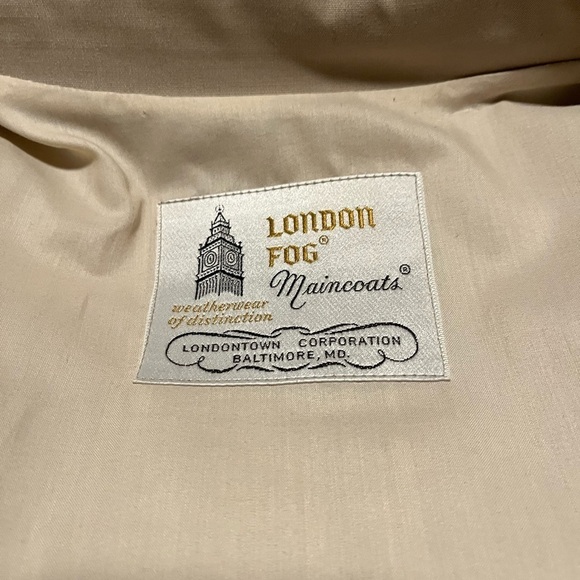 LONDON
FOG®
Maincoats®
weatherwear
of distinction
LONDONTOWN CORPORATION
BALTIMORE, MD.